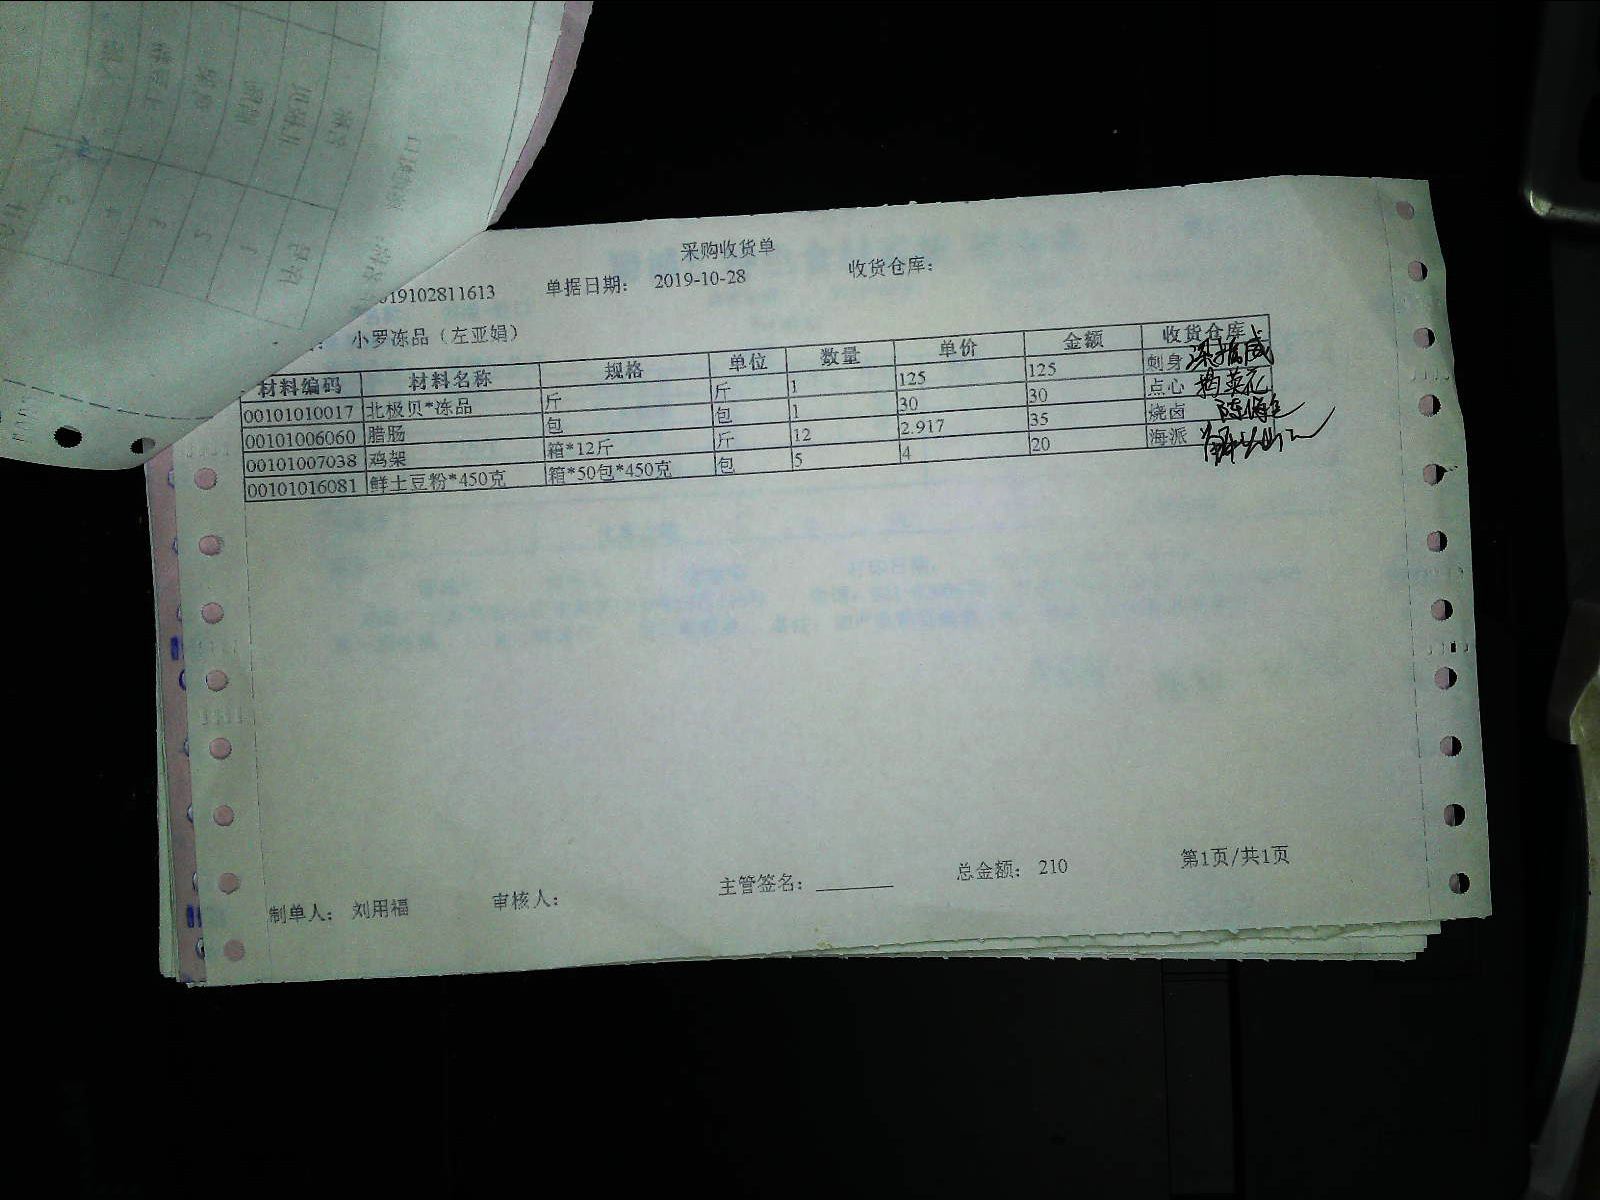 采购收货单
019102811613 单据日期： 2019-10-28 收货仓库：
小罗冻品（左亚娟）
材料编码 材料名称 规格 单位 数量 单价 金额 收货仓库
00101010017 北极贝*冻品 斤 斤 1 125 125 刺身
00101006060 腊肠 包 包 1 30 30 点心
00101007038 鸡架 箱*12斤 斤 12 2.917 35 烧卤
00101016081 鲜土豆粉*450克 箱*50包*450克 包 5 4 20 海派
制单人： 刘用福 审核人： 主管签名： 总金额： 210 第1页/共1页